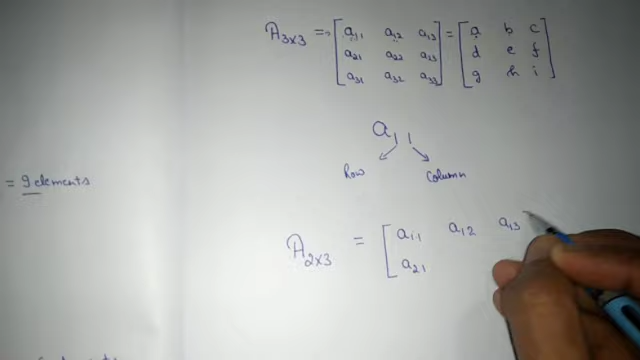 A3x3 = [a11 a12 a13] = [a b c]
[a21 a22 a23] [d e f]
[a31 a32 a33] [g h i]
a11
Row Column
= 9 elements
A2x3 = [a11 a12 a13
[a21